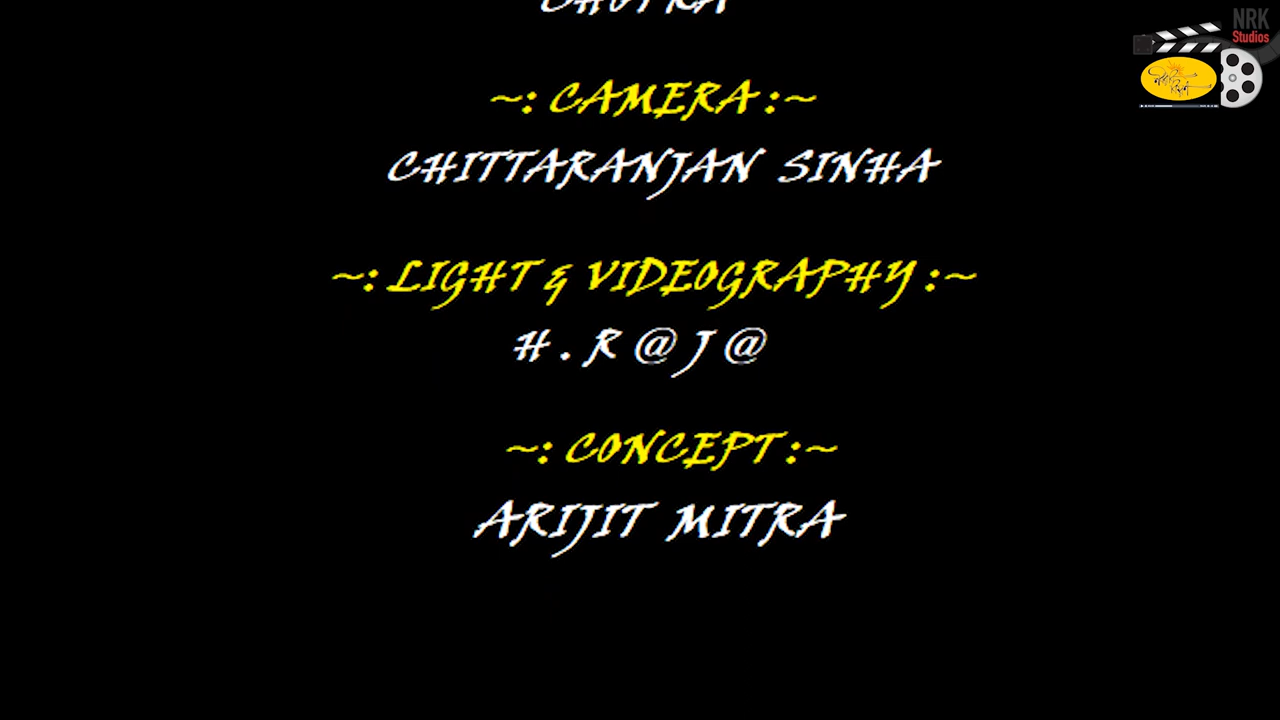 ~: CAMERA :~
CHITTARANJAN SINHA
~: LIGHT & VIDEOGRAPHY :~
H . R @ J @
~: CONCEPT :~
ARIJIT MITRA
NRK
Studios